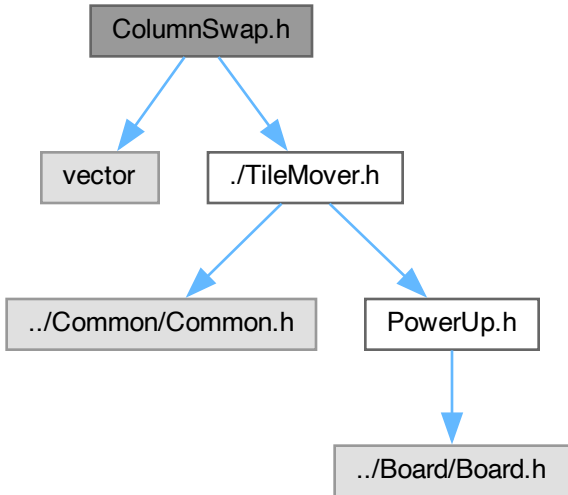 ColumnSwap.h
vector
./TileMover.h
../Common/Common.h
PowerUp.h
../Board/Board.h